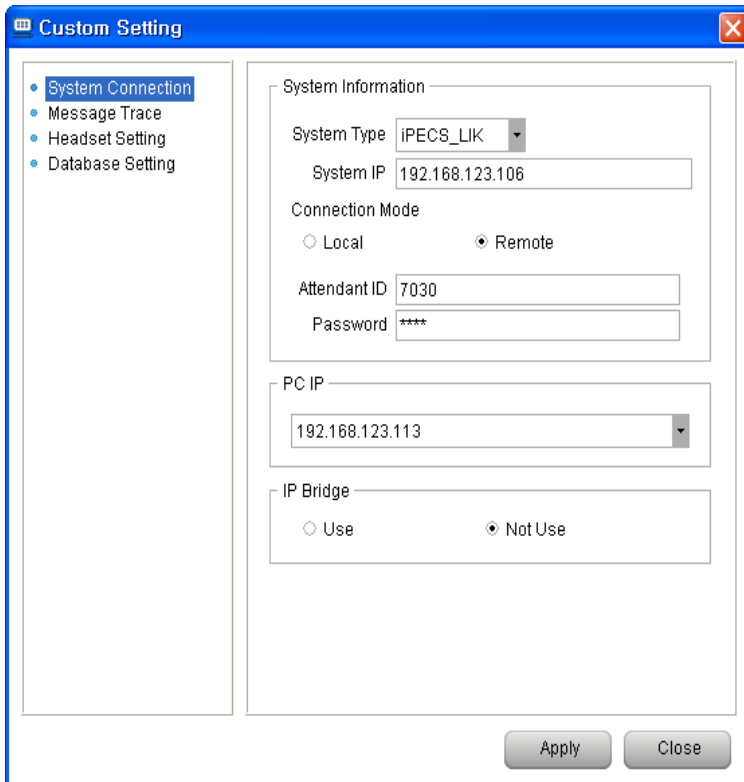 Custom Setting
System Connection
Message Trace
Headset Setting
Database Setting
System Information
System Type iPECS_LIK
System IP 192.168.123.106
Connection Mode
Local Remote
Attendant ID 7030
Password ****
PC IP
192.168.123.113
IP Bridge
Use Not Use
Apply Close